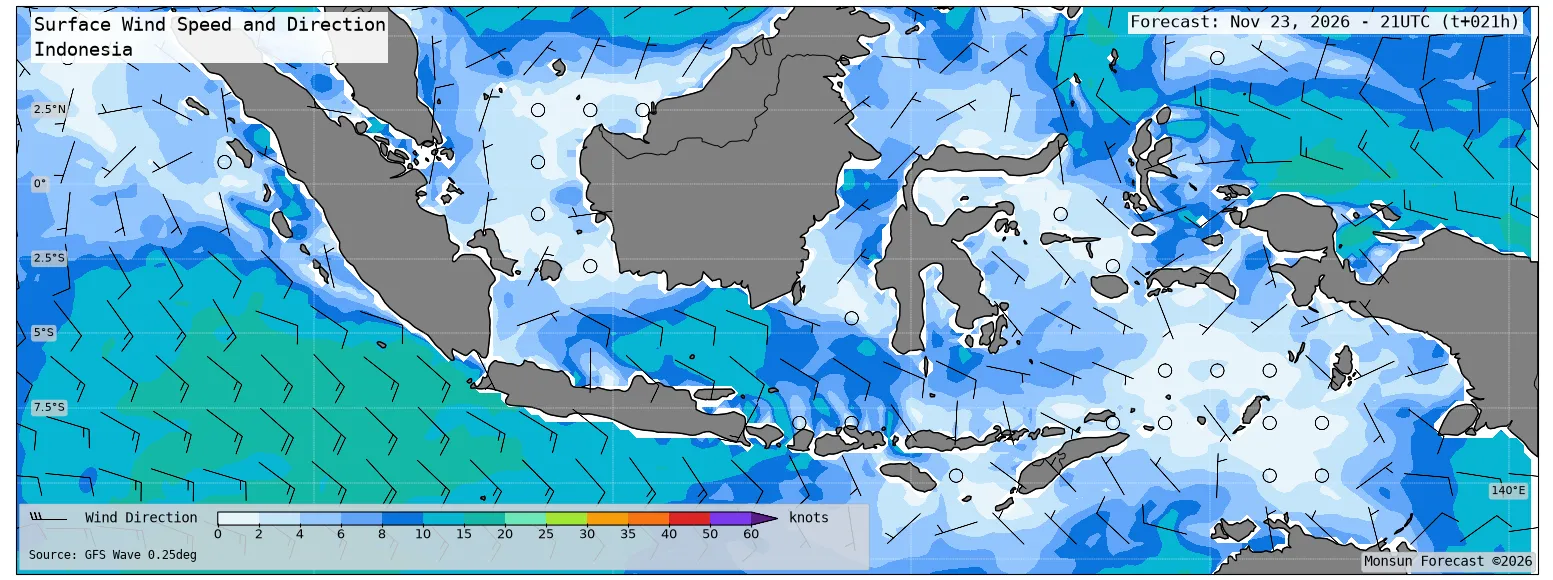 Surface Wind Speed and Direction
Indonesia
Forecast: Nov 23, 2026 - 21UTC (t+021h)
2.5°N
0°
2.5°S
5°S
7.5°S
140°E
Wind Direction
0 2 4 6 8 10 15 20 25 30 35 40 50 60
knots
Source: GFS Wave 0.25deg
Monsun Forecast ©2026